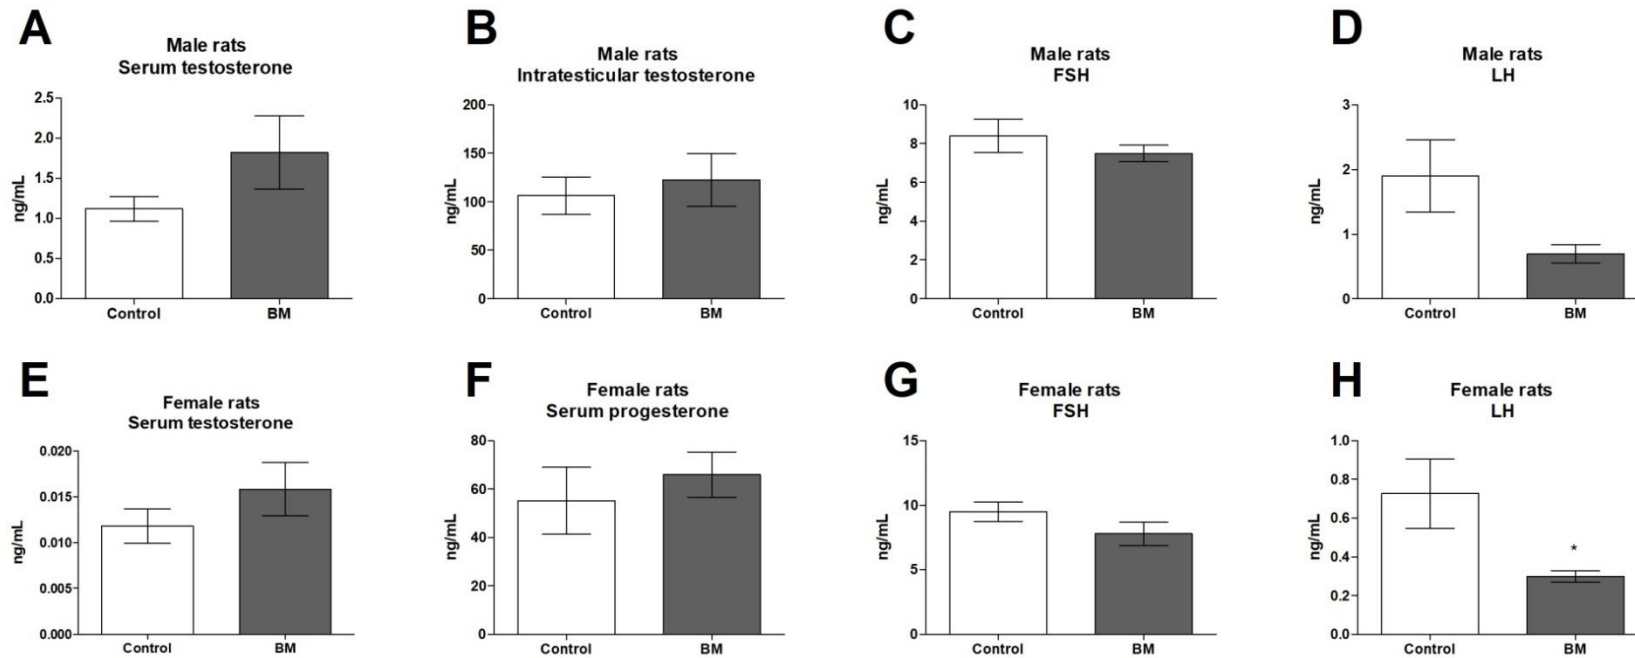 A
Male rats
Serum testosterone
ng/mL
2.5
2.0
1.5
1.0
0.5
0.0
Control
BM
B
Male rats
Intratesticular testosterone
ng/mL
200
150
100
50
0
Control
BM
C
Male rats
FSH
ng/mL
10
8
6
4
2
0
Control
BM
D
Male rats
LH
ng/mL
3
2
1
0
Control
BM
E
Female rats
Serum testosterone
ng/mL
0.020
0.015
0.010
0.005
0.000
Control
BM
F
Female rats
Serum progesterone
ng/mL
80
60
40
20
0
Control
BM
G
Female rats
FSH
ng/mL
15
10
5
0
Control
BM
H
Female rats
LH
ng/mL
1.0
0.8
0.6
0.4
0.2
0.0
*
Control
BM